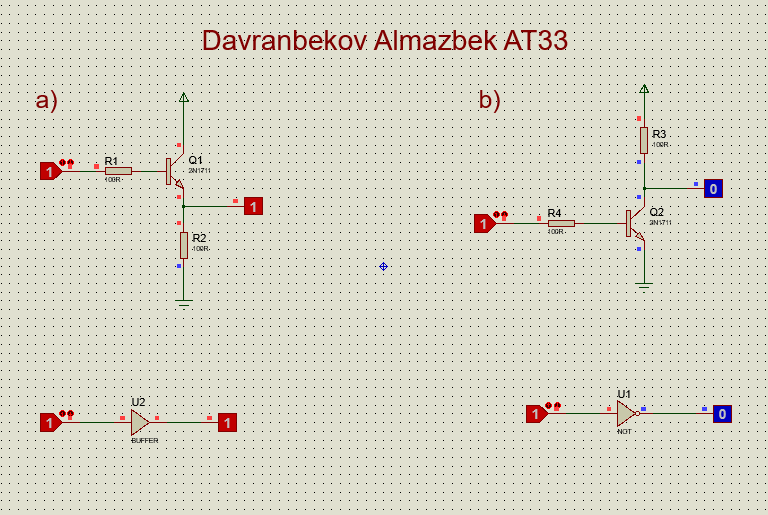 Davranbekov Almazbek AT33
a)
b)
R1
100R
Q1
2N1711
1
1
R2
100R
R3
100R
0
R4
100R
Q2
2N1711
1
U2
BUFFER
1
1
U1
NOT
1
0